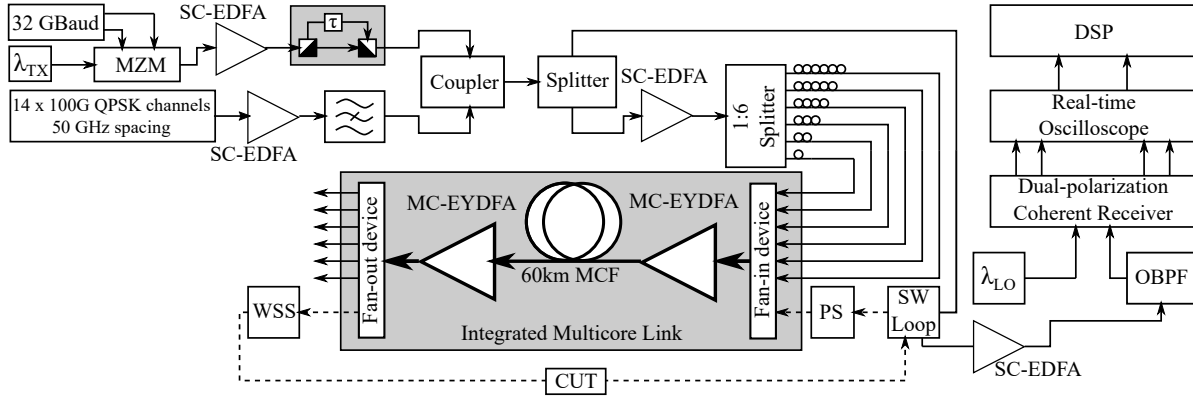 32 GBaud
λTX
MZM
SC-EDFA
τ
14 x 100G QPSK channels
50 GHz spacing
SC-EDFA
Coupler
Splitter
SC-EDFA
1:6
Splitter
DSP
Real-time
Oscilloscope
Dual-polarization
Coherent Receiver
λLO
OBPF
SC-EDFA
Fan-out device
MC-EYDFA
MC-EYDFA
60km MCF
Fan-in device
Integrated Multicore Link
WSS
PS
SW
Loop
CUT